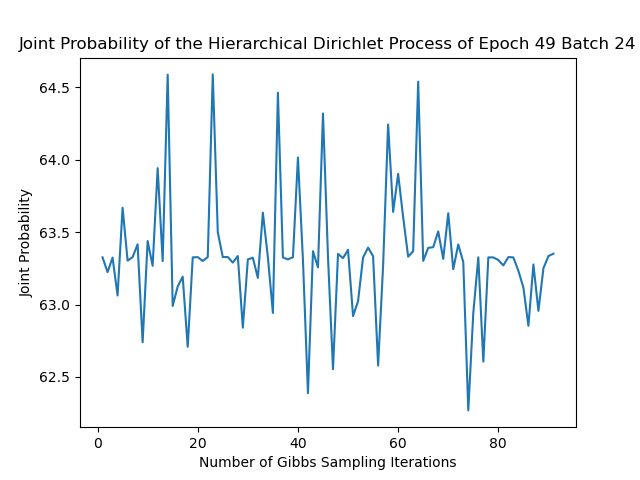 Joint Probability of the Hierarchical Dirichlet Process of Epoch 49 Batch 24
64.5
64.0
63.5
63.0
62.5
Joint Probability
0 20 40 60 80
Number of Gibbs Sampling Iterations